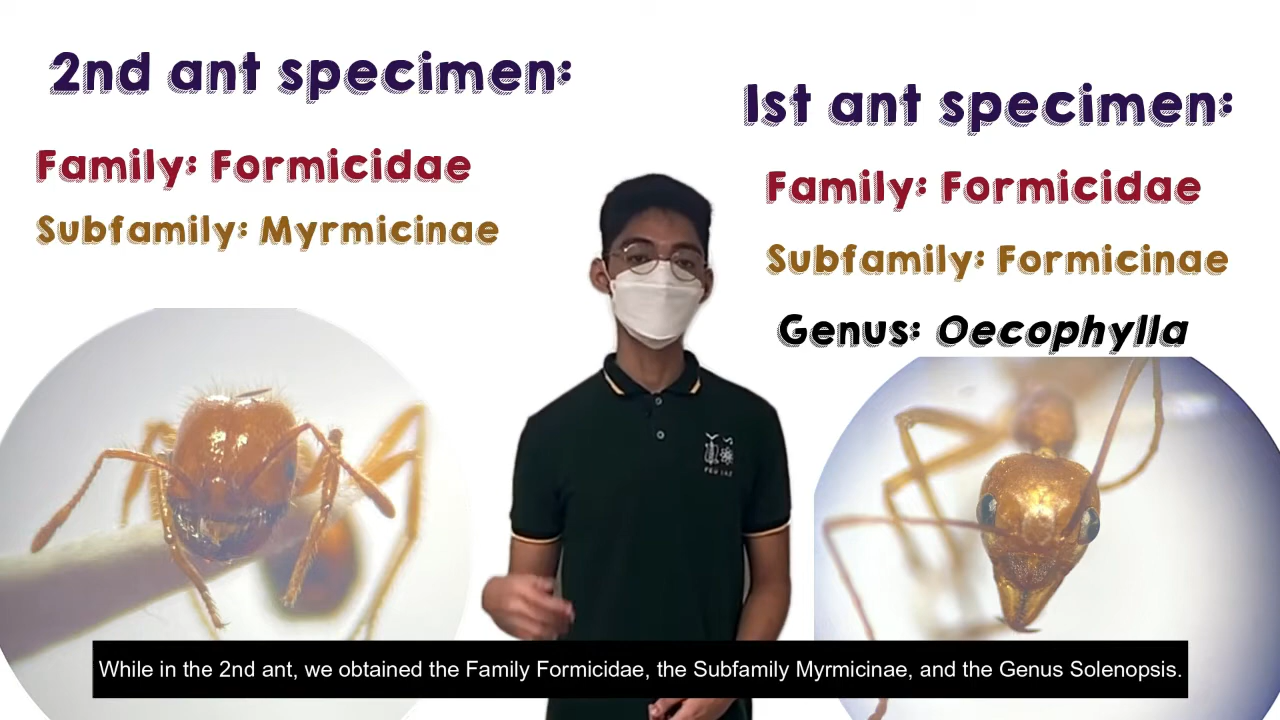 2nd ant specimen:
Family: Formicidae
Subfamily: Myrmicinae
1st ant specimen:
Family: Formicidae
Subfamily: Formicinae
Genus: Oecophylla
While in the 2nd ant, we obtained the Family Formicidae, the Subfamily Myrmicinae, and the Genus Solenopsis.